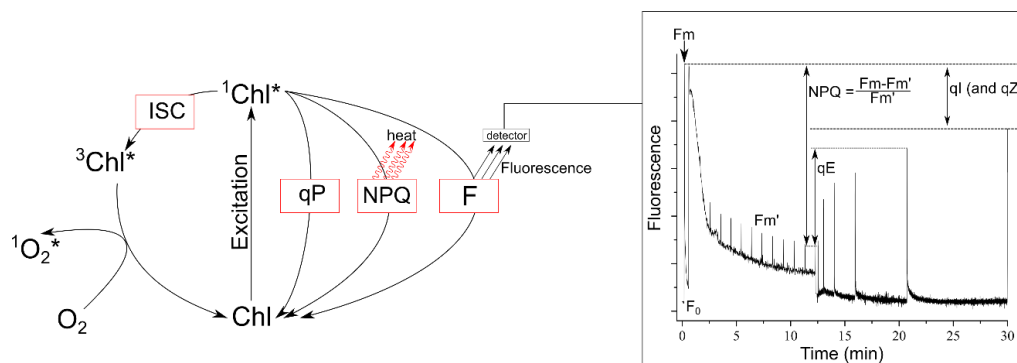 ISC
¹Chl*
³Chl*
¹O₂*
O₂
Excitation
Chl
qP
heat
NPQ
detector
Fluorescence
F
Fm
NPQ = Fm-Fm'
Fm'
qI (and qZ
qE
Fm'
'F₀
Fluorescence
0 5 10 15 20 25 30
Time (min)